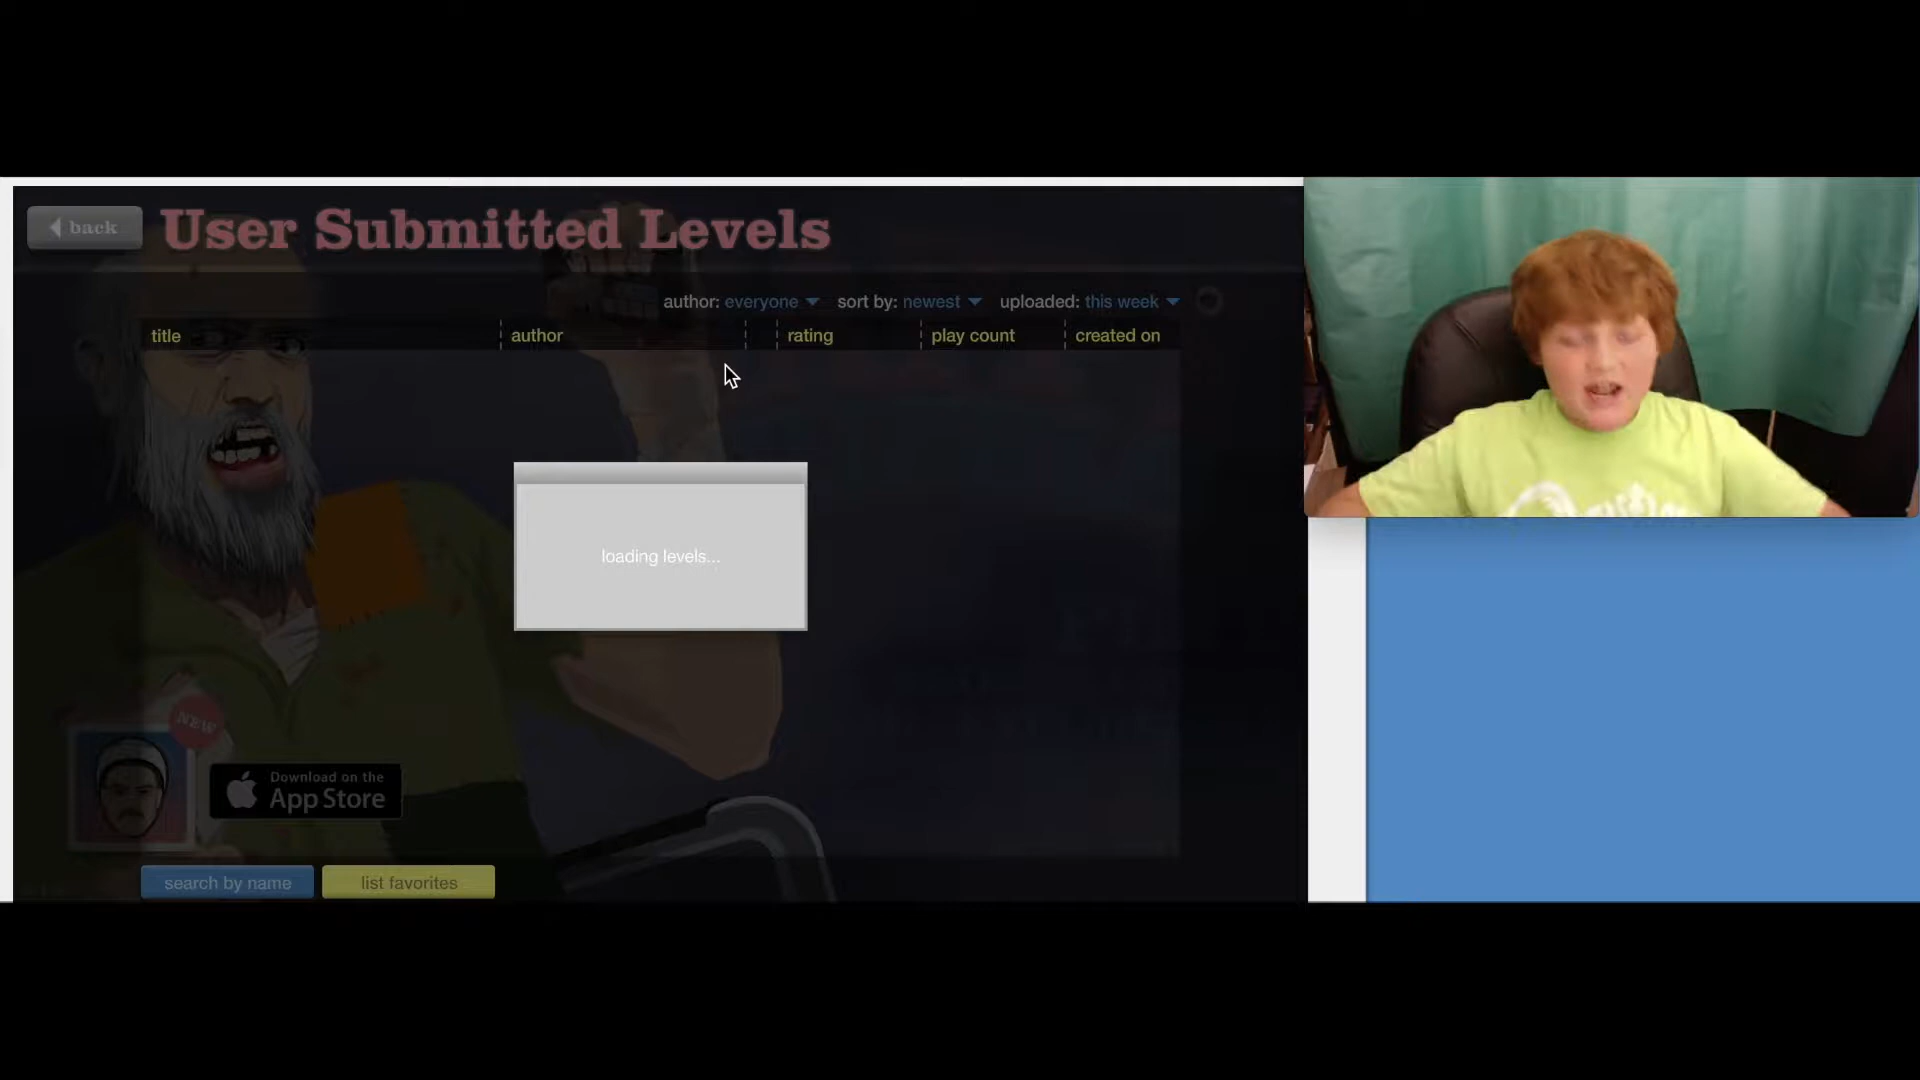 back
User Submitted Levels
author: everyone sort by: newest uploaded: this week
title author rating play count created on
loading levels...
NEW
Download on the
App Store
search by name list favorites